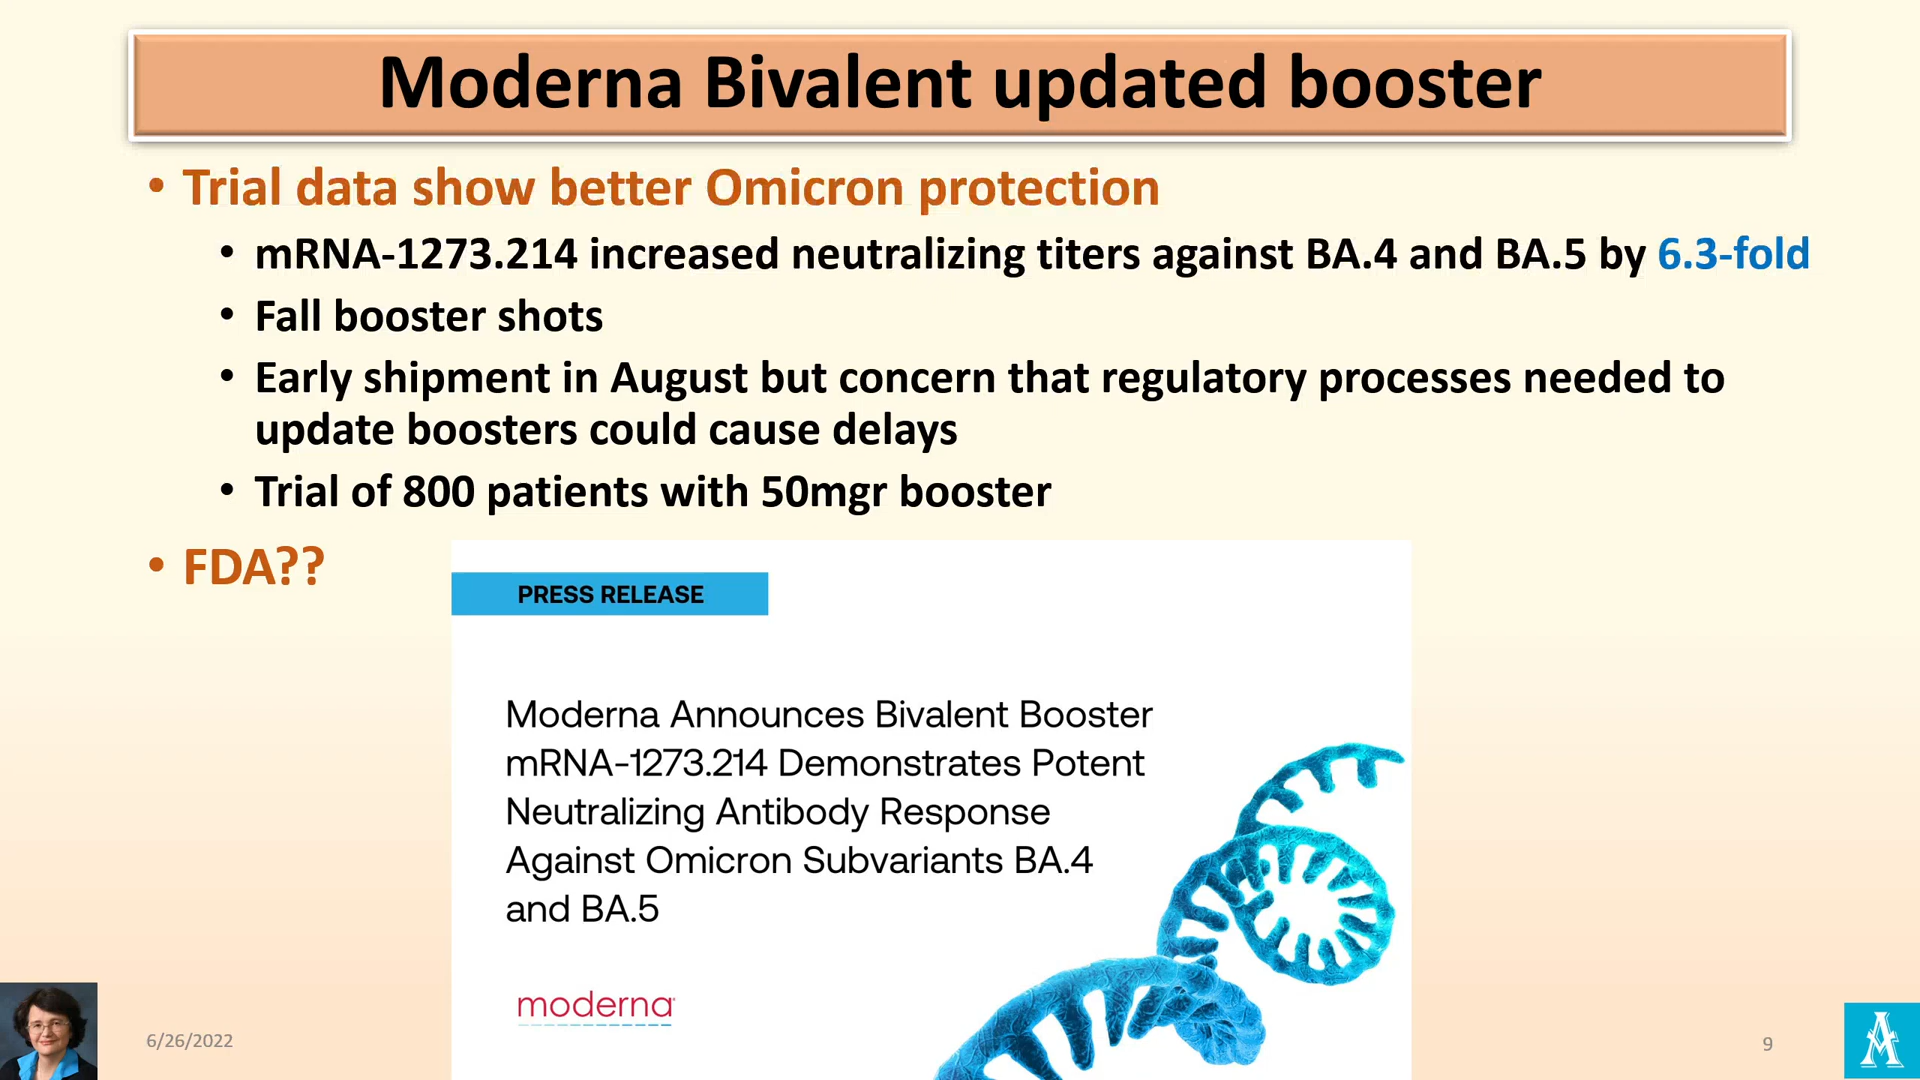 Moderna Bivalent updated booster
• Trial data show better Omicron protection
• mRNA-1273.214 increased neutralizing titers against BA.4 and BA.5 by 6.3-fold
• Fall booster shots
• Early shipment in August but concern that regulatory processes needed to
update boosters could cause delays
• Trial of 800 patients with 50mgr booster
• FDA??
PRESS RELEASE
Moderna Announces Bivalent Booster
mRNA-1273.214 Demonstrates Potent
Neutralizing Antibody Response
Against Omicron Subvariants BA.4
and BA.5
moderna
6/26/2022
9
A